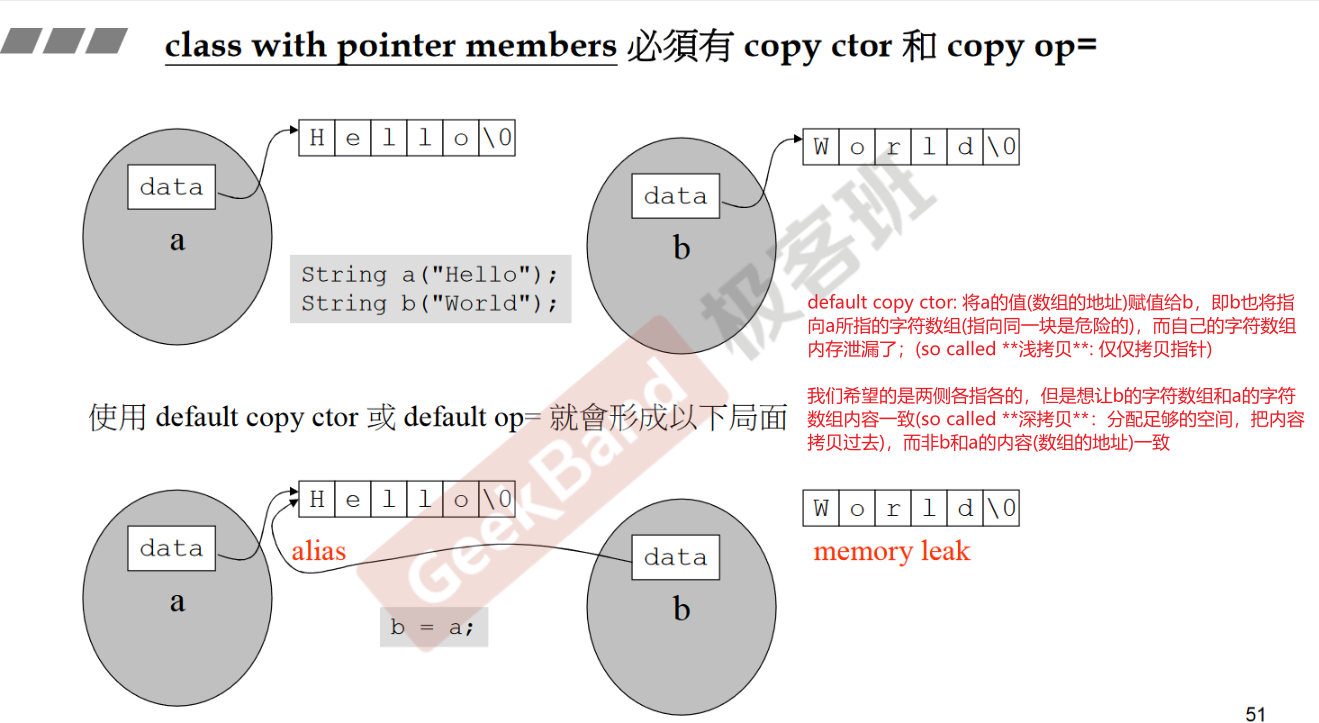 class with pointer members 必須有 copy ctor 和 copy op=
H e l l o \0
W o r l d \0
data
data
a
b
String a("Hello");
String b("World");
极客班
default copy ctor: 将a的值(数组的地址)赋值给b，即b也将指
向a所指的字符数组(指向同一块是危险的)，而自己的字符数组
内存泄漏了；(so called **浅拷贝**: 仅仅拷贝指针)
我们希望的是两侧各指各的，但是想让b的字符数组和a的字符
数组内容一致(so called **深拷贝**：分配足够的空间，把内容
拷贝过去)，而非b和a的内容(数组的地址)一致
使用 default copy ctor 或 default op= 就會形成以下局面
GeekBand
H e l l o \0
W o r l d \0
data
alias
data
memory leak
a
b
b = a;
51